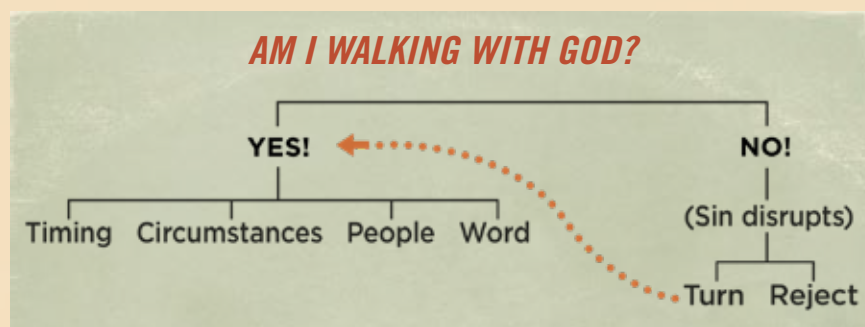 AM I WALKING WITH GOD?
YES!
NO!
Timing Circumstances People Word
(Sin disrupts)
Turn Reject